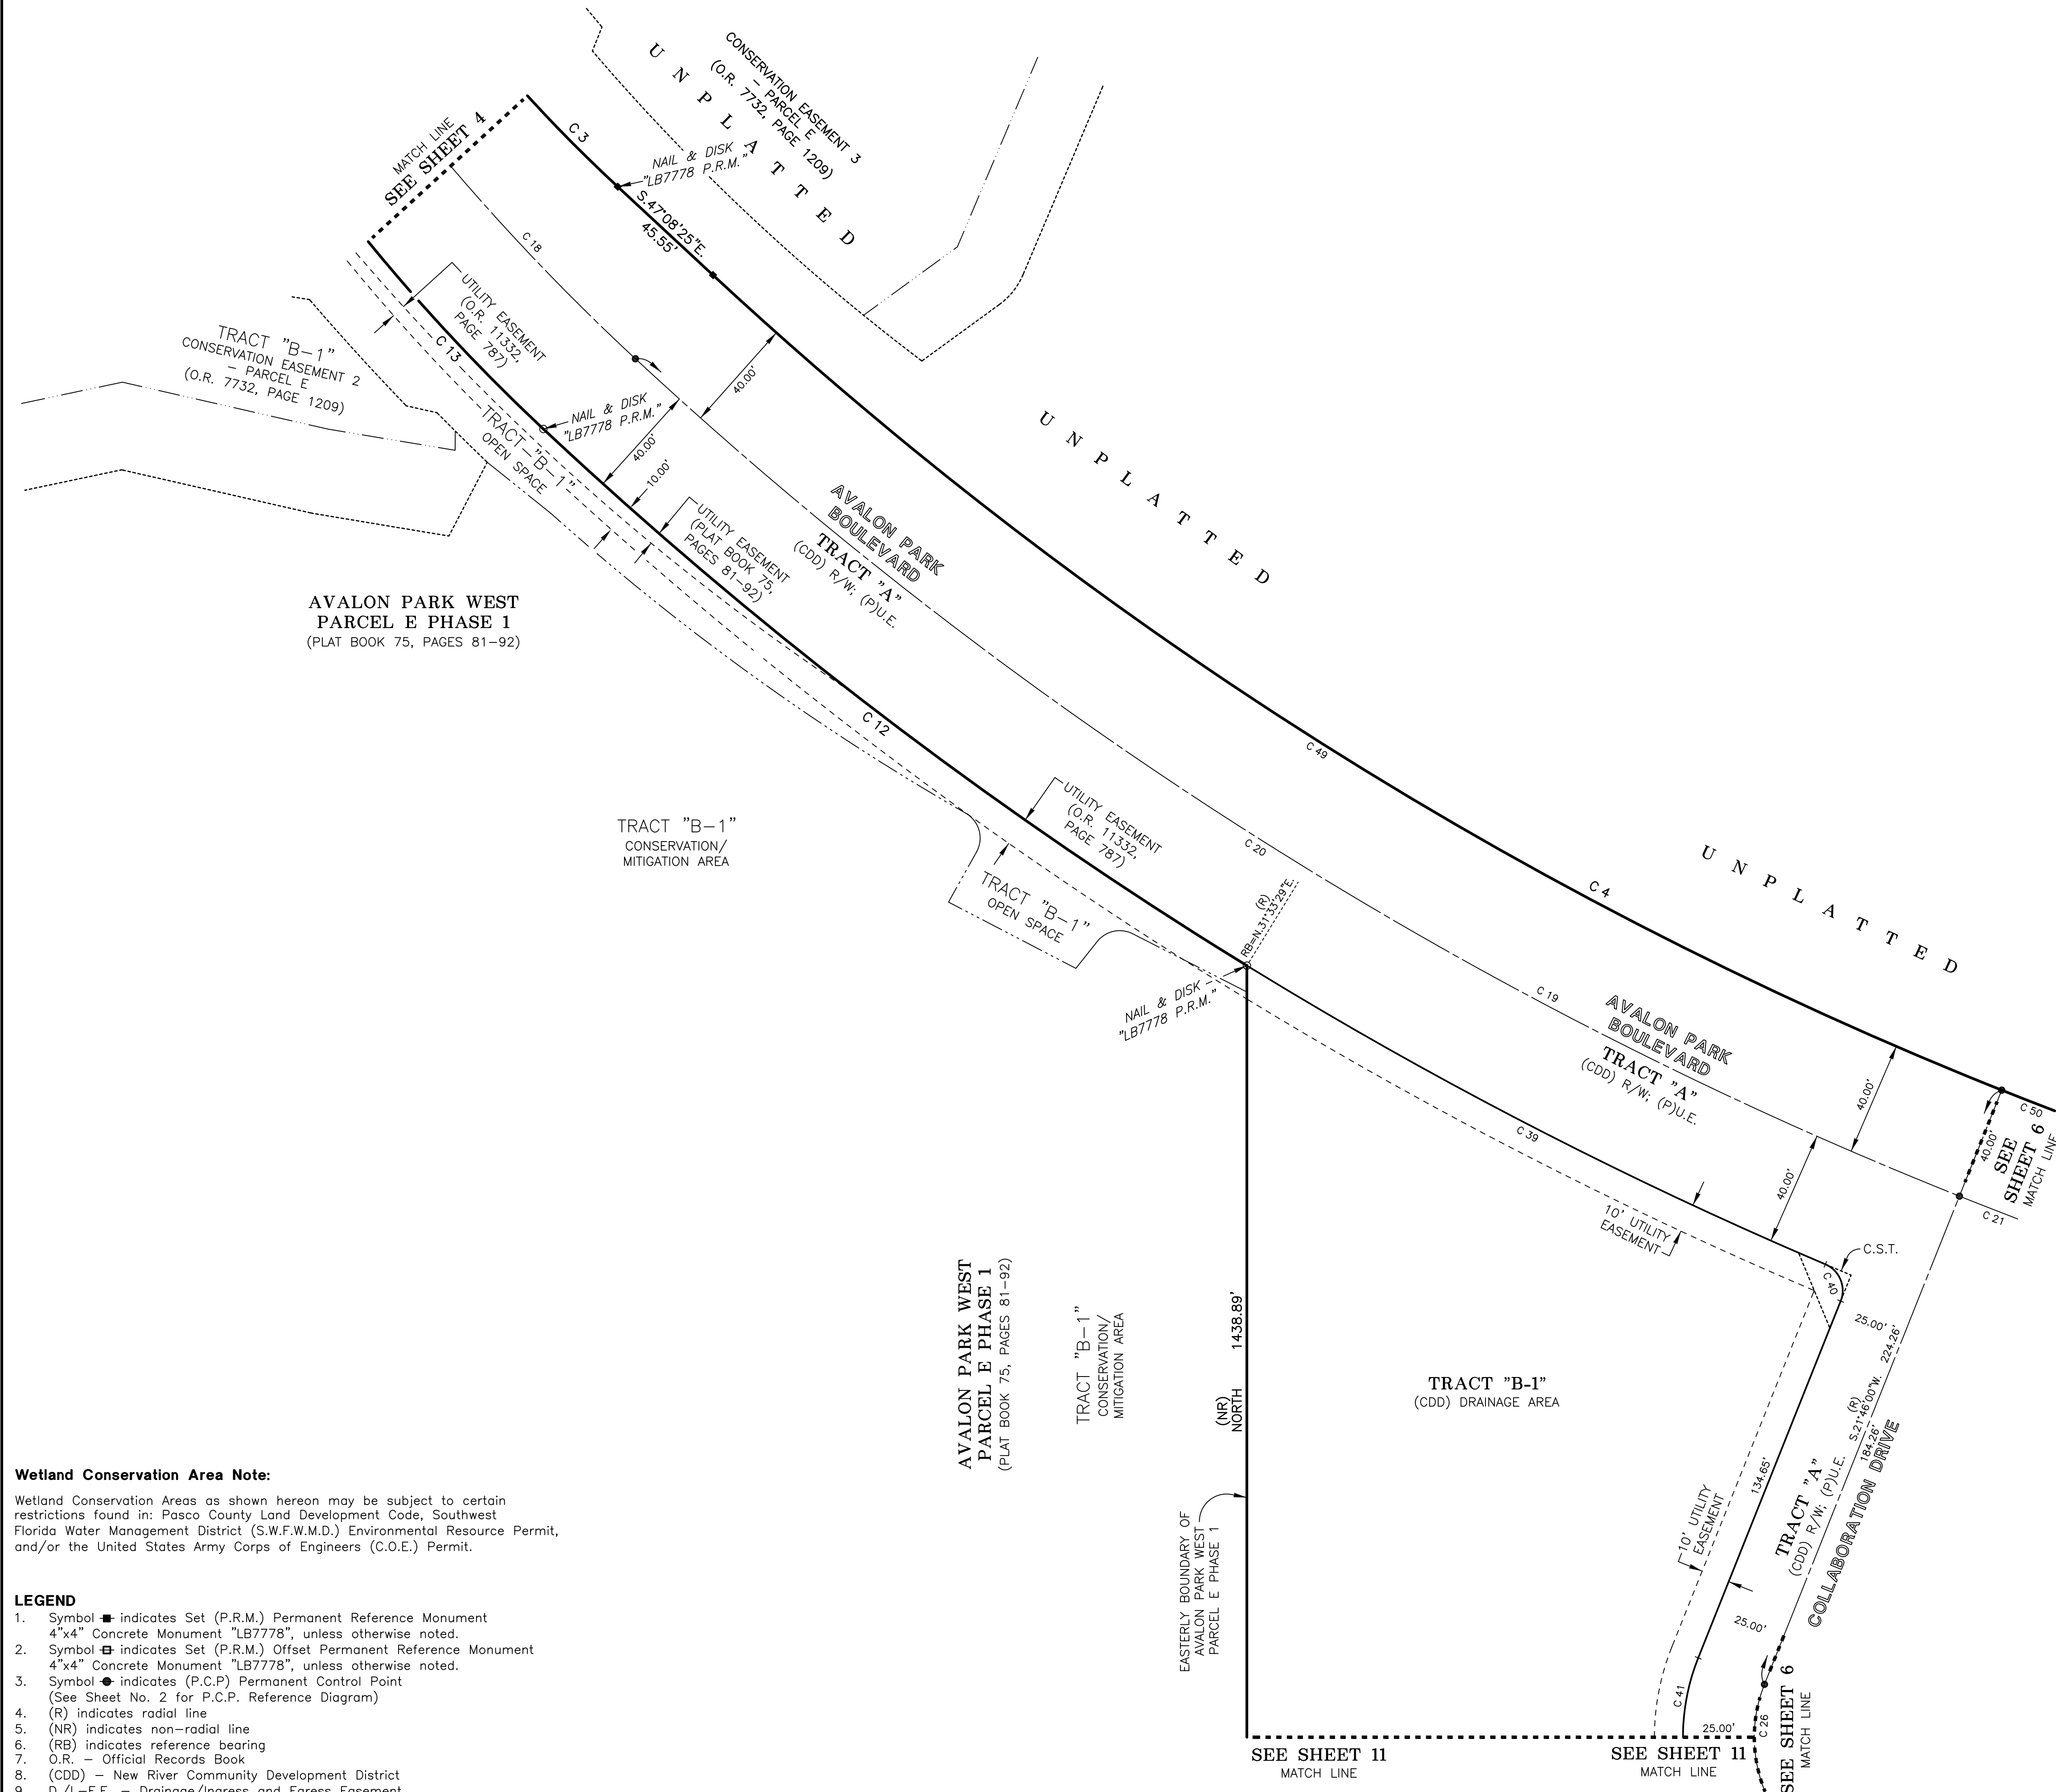 U N P L A T T E D
CONSERVATION EASEMENT 3
– PARCEL E
(O.R. 7732, PAGE 1209)
MATCH LINE
SEE SHEET 4
C 3
NAIL & DISK
"LB7778 P.R.M."
S.47°08'25"E.
45.55'
C 18
UTILITY EASEMENT
(O.R. 11332,
PAGE 787)
C 13
TRACT "B–1"
CONSERVATION EASEMENT 2
– PARCEL E
(O.R. 7732, PAGE 1209)
40.00'
NAIL & DISK
"LB7778 P.R.M."
TRACT "B–1"
OPEN SPACE
40.00'
10.00'
U N P L A T T E D
UTILITY EASEMENT
(PLAT BOOK 75,
PAGES 81–92)
AVALON PARK
BOULEVARD
TRACT "A"
(CDD) R/W; (P)U.E.
AVALON PARK WEST
PARCEL E PHASE 1
(PLAT BOOK 75, PAGES 81–92)
C 12
C 49
TRACT "B–1"
CONSERVATION/
MITIGATION AREA
UTILITY EASEMENT
(O.R. 11332,
PAGE 787)
C 20
C 4
U N P L A T T E D
TRACT "B–1"
OPEN SPACE
(R)
RB=N.31°33'29"E.
NAIL & DISK
"LB7778 P.R.M."
C 19
AVALON PARK
BOULEVARD
TRACT "A"
(CDD) R/W; (P)U.E.
40.00'
C 50
40.00'
SEE
SHEET 6
MATCH LINE
C 39
40.00'
C 21
10' UTILITY
EASEMENT
C.S.T.
C 40
25.00'
224.26'
(R)
S.21°46'00"W.
184.26'
AVALON PARK WEST
PARCEL E PHASE 1
(PLAT BOOK 75, PAGES 81–92)
TRACT "B–1"
CONSERVATION/
MITIGATION AREA
1438.89'
(NR)
NORTH
TRACT "B-1"
(CDD) DRAINAGE AREA
134.65'
TRACT "A"
(CDD) R/W; (P)U.E.
COLLABORATION DRIVE
10' UTILITY
EASEMENT
EASTERLY BOUNDARY OF
AVALON PARK WEST
PARCEL E PHASE 1
25.00'
C 41
25.00'
C 26
SEE SHEET 6
MATCH LINE
SEE SHEET 11
MATCH LINE
SEE SHEET 11
MATCH LINE
Wetland Conservation Area Note:
Wetland Conservation Areas as shown hereon may be subject to certain
restrictions found in: Pasco County Land Development Code, Southwest
Florida Water Management District (S.W.F.W.M.D.) Environmental Resource Permit,
and/or the United States Army Corps of Engineers (C.O.E.) Permit.
LEGEND
1. Symbol indicates Set (P.R.M.) Permanent Reference Monument
4"x4" Concrete Monument "LB7778", unless otherwise noted.
2. Symbol indicates Set (P.R.M.) Offset Permanent Reference Monument
4"x4" Concrete Monument "LB7778", unless otherwise noted.
3. Symbol indicates (P.C.P) Permanent Control Point
(See Sheet No. 2 for P.C.P. Reference Diagram)
4. (R) indicates radial line
5. (NR) indicates non–radial line
6. (RB) indicates reference bearing
7. O.R. – Official Records Book
8. (CDD) – New River Community Development District
9. D./I–E.E. – Drainage/Ingress and Egress Easement